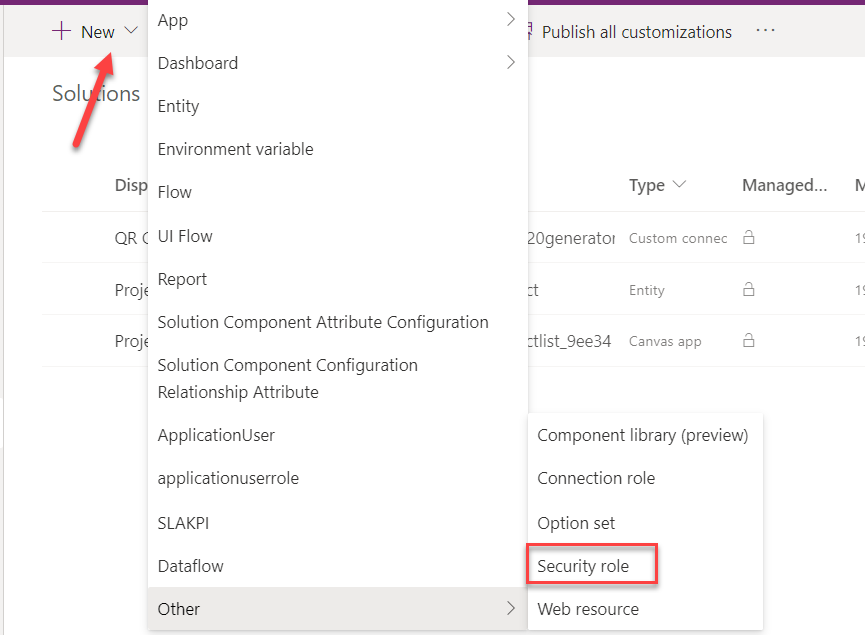 New
Publish all customizations
Solutions
App
Dashboard
Entity
Environment variable
Flow
UI Flow
Report
Solution Component Attribute Configuration
Solution Component Configuration
Relationship Attribute
ApplicationUser
applicationuserrole
SLAKPI
Dataflow
Other
Component library (preview)
Connection role
Option set
Security role
Web resource
Disp
Type
Managed...
M
QR
20generator
Custom connec
19
Proje
ct
Entity
19
Proje
ctlist_9ee34
Canvas app
19